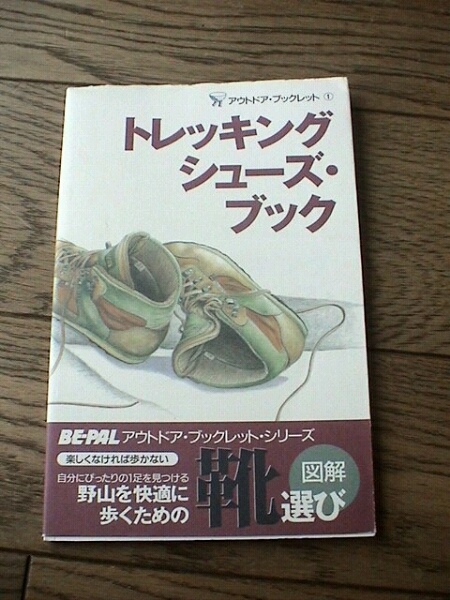 アウトドア・ブックレット ①
トレッキング
シューズ・
ブック
BE-PAL アウトドア・ブックレット・シリーズ
楽しくなければ歩かない
自分にぴったりの1足を見つける
野山を快適に
歩くための
靴
図解
選び